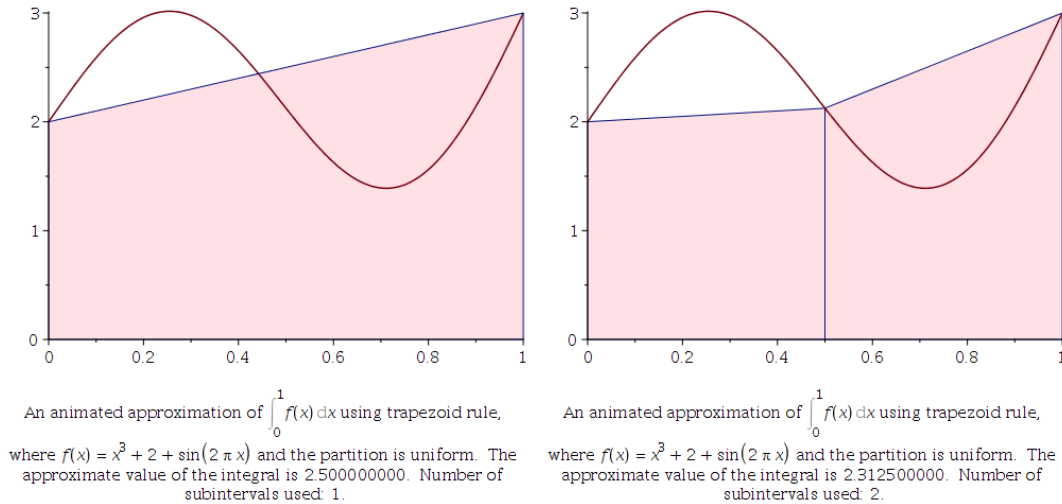 3
2
1
0
0 0.2 0.4 0.6 0.8 1
An animated approximation of ∫₀¹ f(x) dx using trapezoid rule,
where f(x) = x³ + 2 + sin(2 π x) and the partition is uniform. The
approximate value of the integral is 2.500000000. Number of
subintervals used: 1.
3
2
1
0
0 0.2 0.4 0.6 0.8 1
An animated approximation of ∫₀¹ f(x) dx using trapezoid rule,
where f(x) = x³ + 2 + sin(2 π x) and the partition is uniform. The
approximate value of the integral is 2.312500000. Number of
subintervals used: 2.